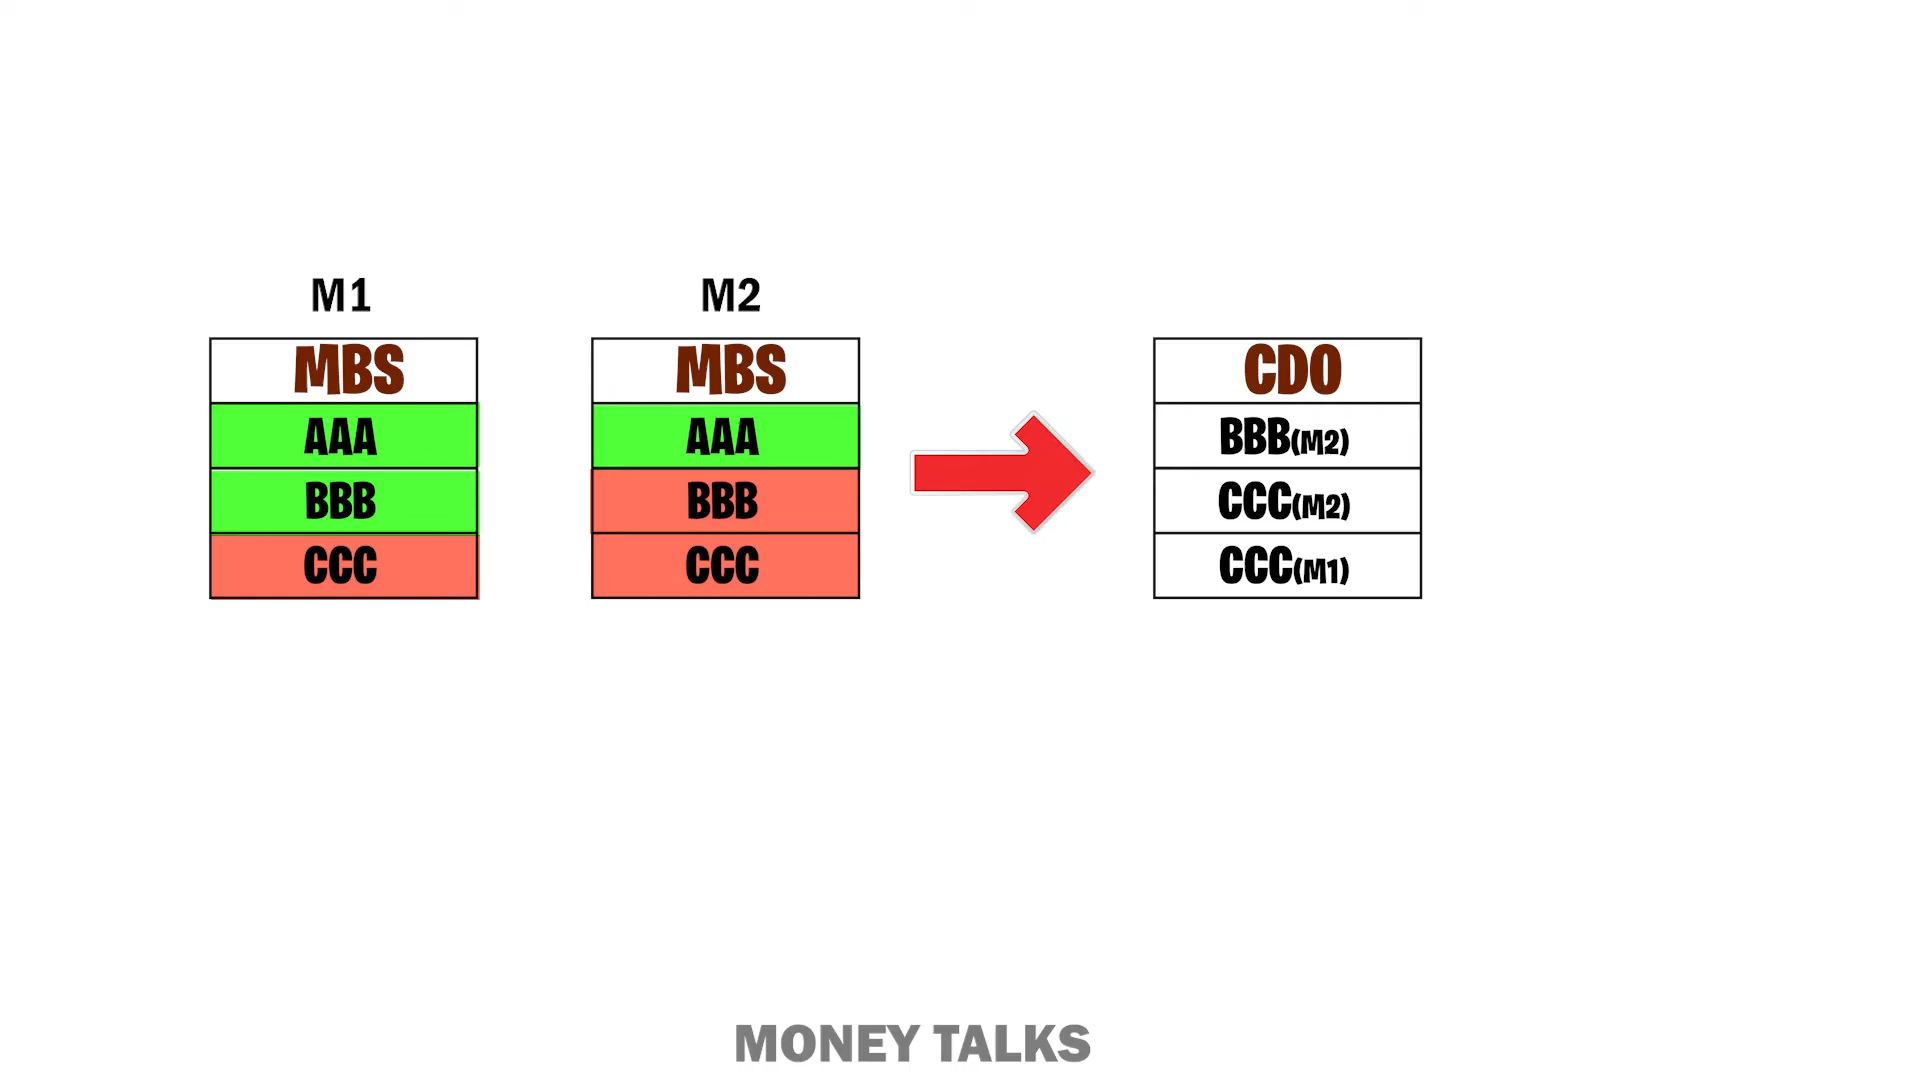 M1
MBS
AAA
BBB
CCC
M2
MBS
AAA
BBB
CCC
CDO
BBB(M2)
CCC(M2)
CCC(M1)
MONEY TALKS